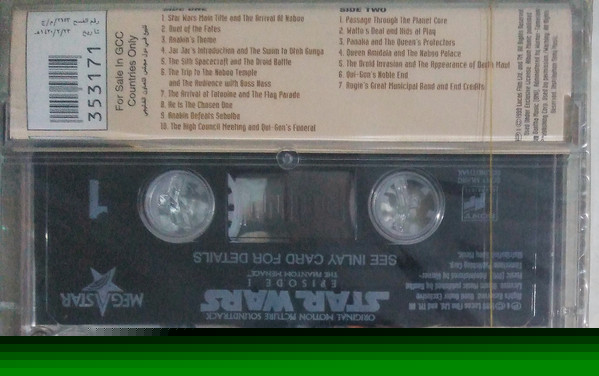 رقم الفسح
353171
For Sale In GCC
Countries Only
SIDE ONE
1 Star Wars Main Title and The Arrival At Naboo
2 Duel of the Fates
3 Anakin's Theme
4 Jar Jar's Introduction and The Swim to Otoh Gunga
5 The Sith Spacecraft and The Droid Battle
6 The Trip To The Naboo Temple
and The Audience with Boss Nass
7 The Arrival at Tatooine and The Flag Parade
8 He Is The Chosen One
9 Anakin Defeats Sebulba
10 The High Council Meeting and Qui-Gon's Funeral
SIDE TWO
1 Passage Through The Planet Core
2 Watto's Deal and Kids at Play
3 Panaka and The Queen's Protectors
4 Queen Amidala and The Naboo Palace
5 The Droid Invasion and The Appearance of Darth Maul
6 Qui-Gon's Noble End
7 Augie's Great Municipal Band and End Credits
ORIGINAL MOTION PICTURE SOUNDTRACK
STAR WARS
EPISODE I
THE PHANTOM MENACE
SEE INLAY CARD FOR DETAILS
MEGASTAR
1
SONY